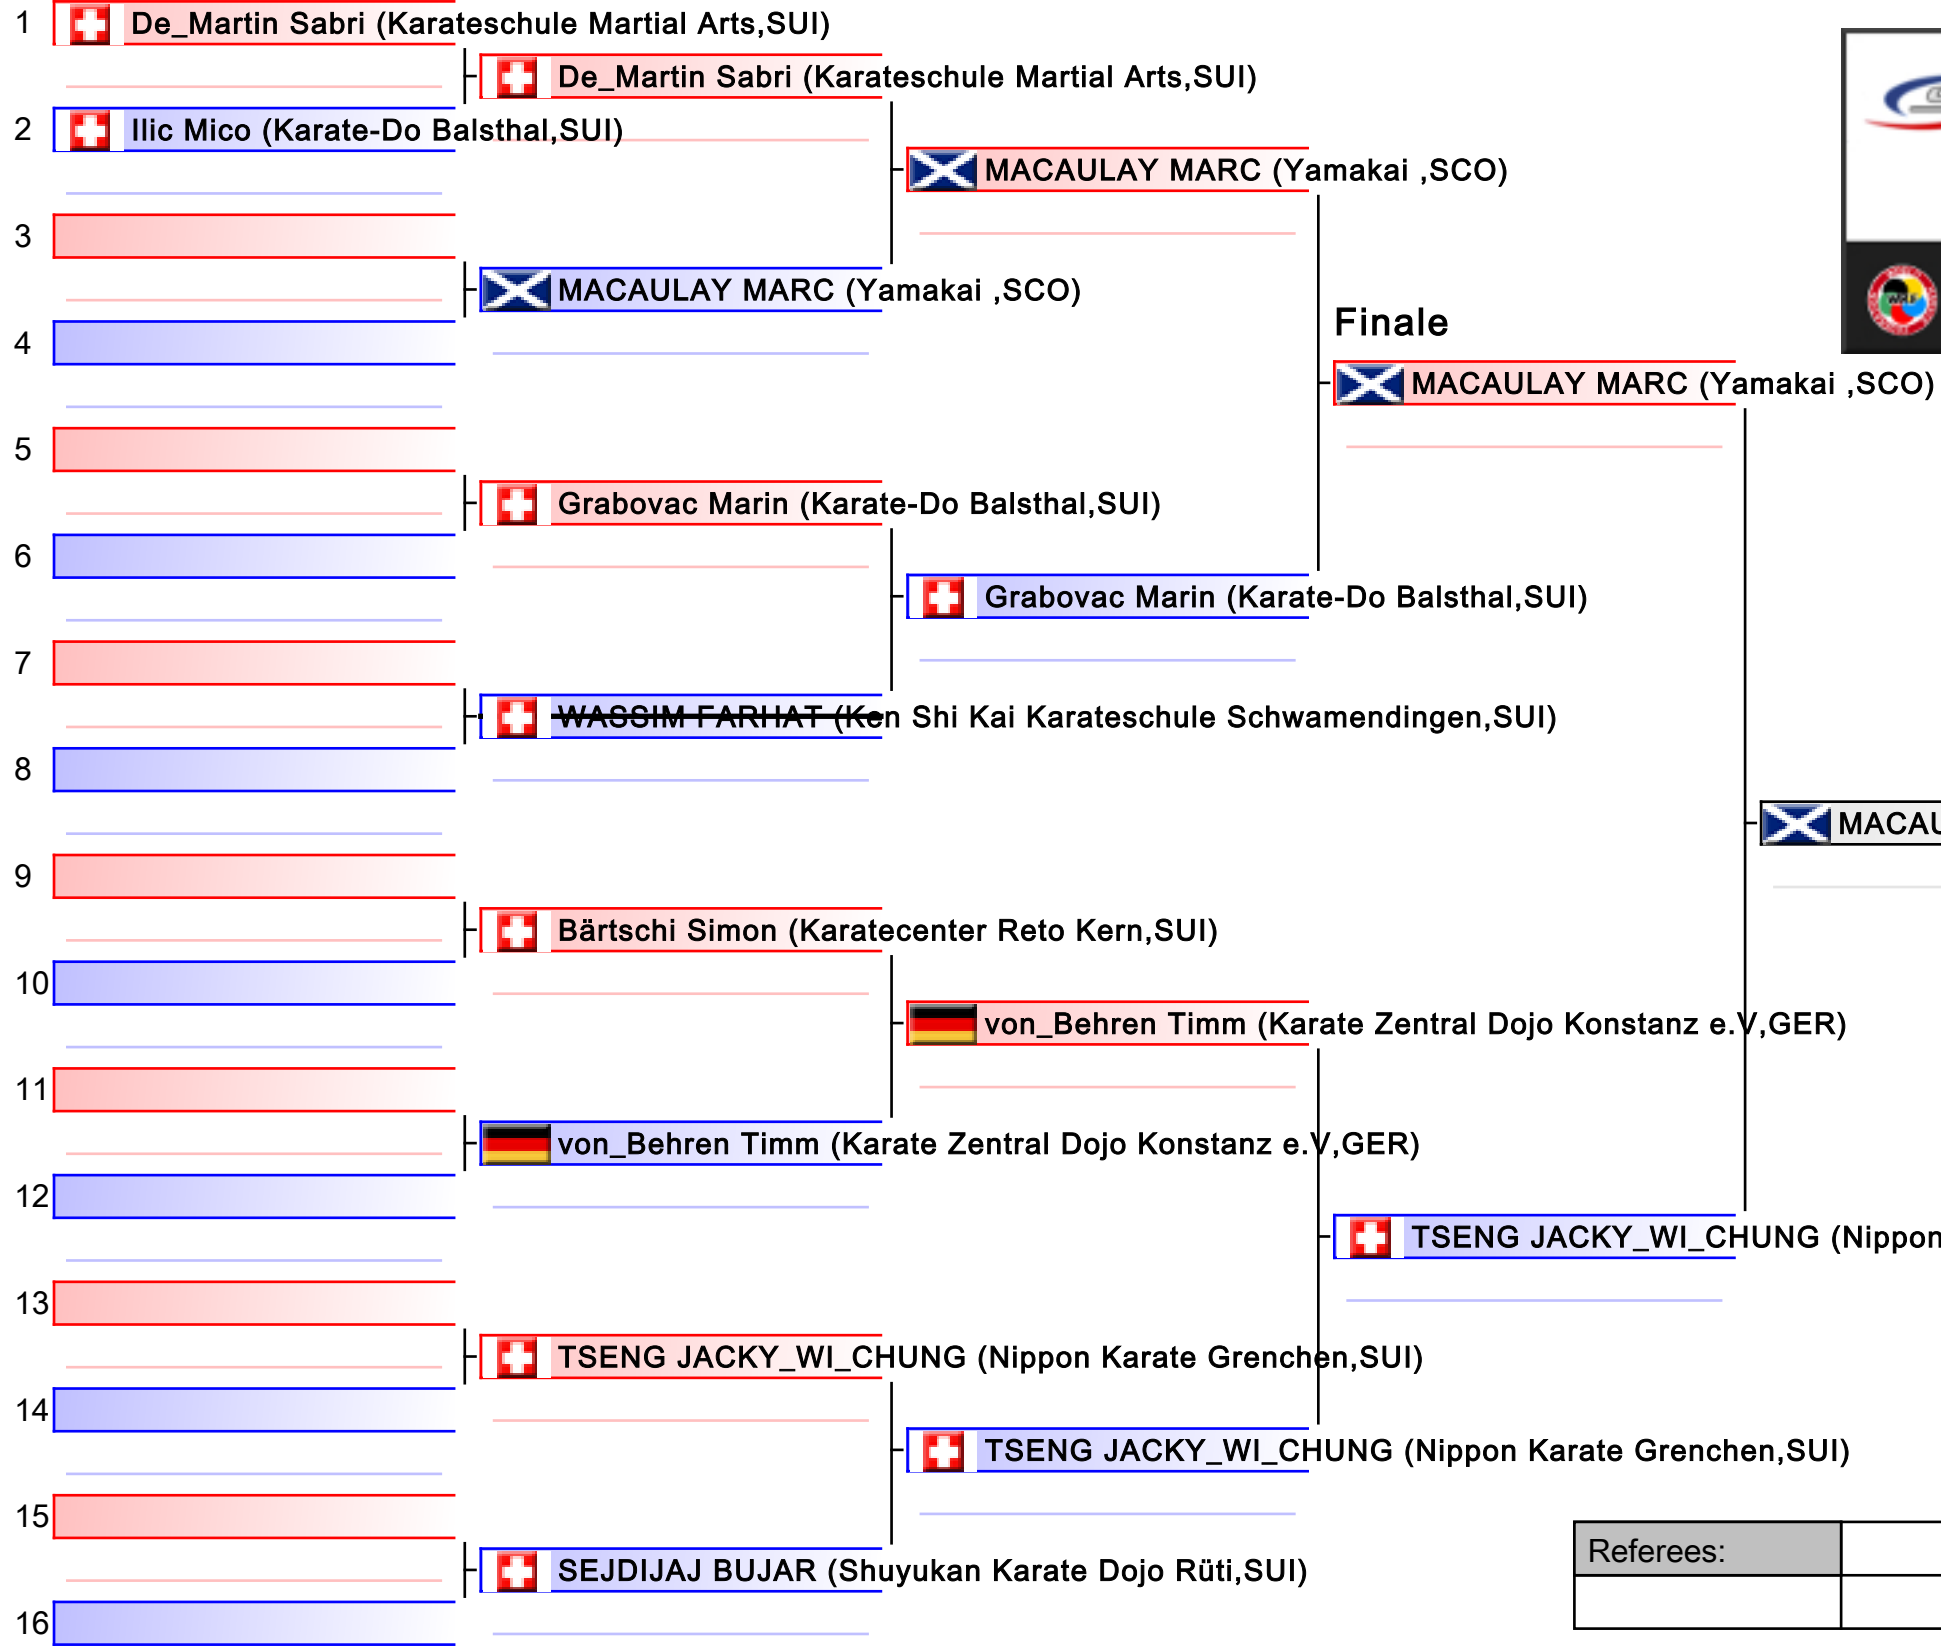 1 De_Martin Sabri (Karateschule Martial Arts,SUI)
De_Martin Sabri (Karateschule Martial Arts,SUI)
2 Ilic Mico (Karate-Do Balsthal,SUI)
MACAULAY MARC (Yamakai ,SCO)
3
MACAULAY MARC (Yamakai ,SCO)
Finale
4
MACAULAY MARC (Yamakai ,SCO)
5
Grabovac Marin (Karate-Do Balsthal,SUI)
6
Grabovac Marin (Karate-Do Balsthal,SUI)
7
WASSIM FARHAT (Ken Shi Kai Karateschule Schwamendingen,SUI)
8
MACAU
9
Bärtschi Simon (Karatecenter Reto Kern,SUI)
10
von_Behren Timm (Karate Zentral Dojo Konstanz e.V,GER)
11
von_Behren Timm (Karate Zentral Dojo Konstanz e.V,GER)
12
TSENG JACKY_WI_CHUNG (Nippon
13
TSENG JACKY_WI_CHUNG (Nippon Karate Grenchen,SUI)
14
TSENG JACKY_WI_CHUNG (Nippon Karate Grenchen,SUI)
15
Referees:
SEJDIJAJ BUJAR (Shuyukan Karate Dojo Rüti,SUI)
16